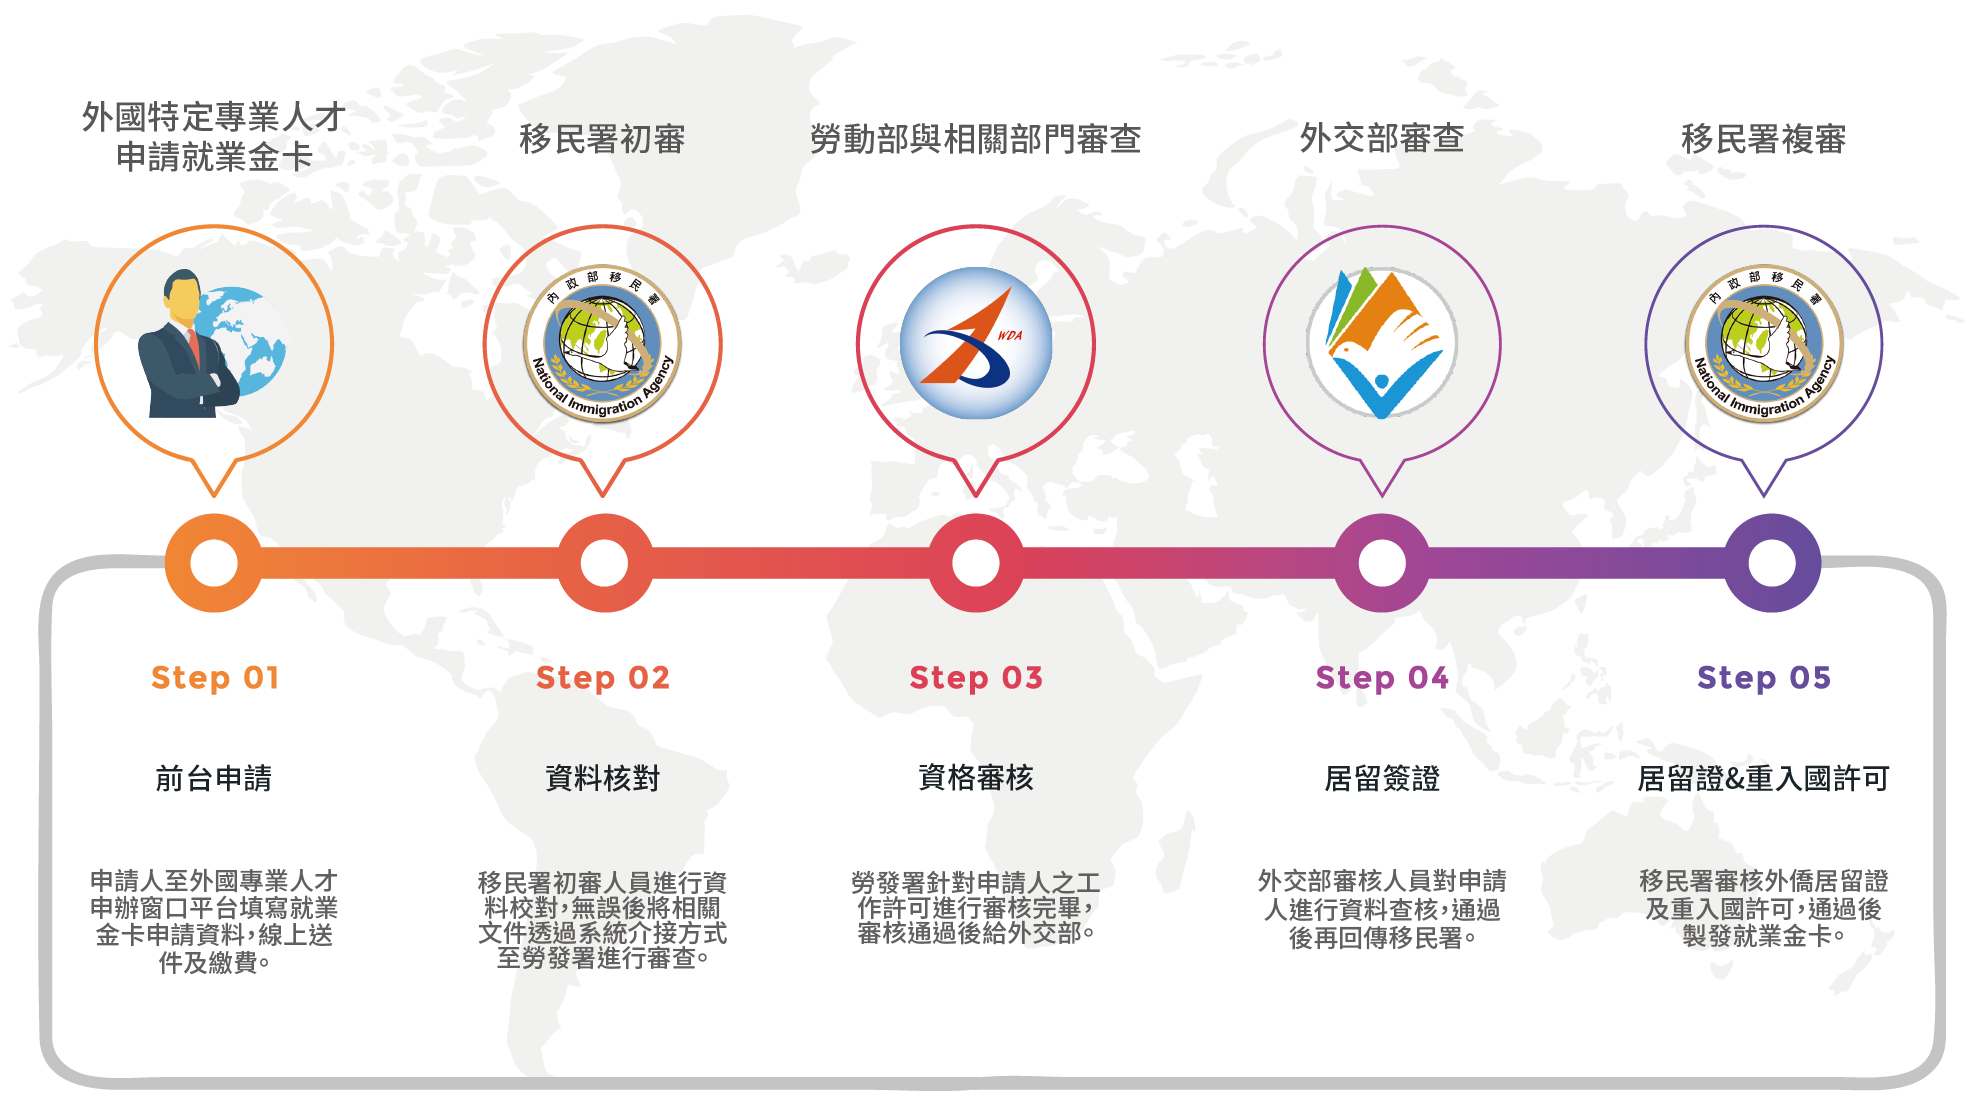 外國特定專業人才
申請就業金卡
移民署初審
勞動部與相關部門審查
外交部審查
移民署複審
內政部移民署
National Immigration Agency
WDA
內政部移民署
National Immigration Agency
Step 01
Step 02
Step 03
Step 04
Step 05
前台申請
資料核對
資格審核
居留簽證
居留證&重入國許可
申請人至外國專業人才
申辦窗口平台填寫就業
金卡申請資料，線上送
件及繳費。
移民署初審人員進行資
料校對，無誤後將相關
文件透過系統介接方式
至勞發署進行審查。
勞發署針對申請人之工
作許可進行審核完畢，
審核通過後給外交部。
外交部審核人員對申請
人進行資料查核，通過
後再回傳移民署。
移民署審核外僑居留證
及重入國許可，通過後
製發就業金卡。